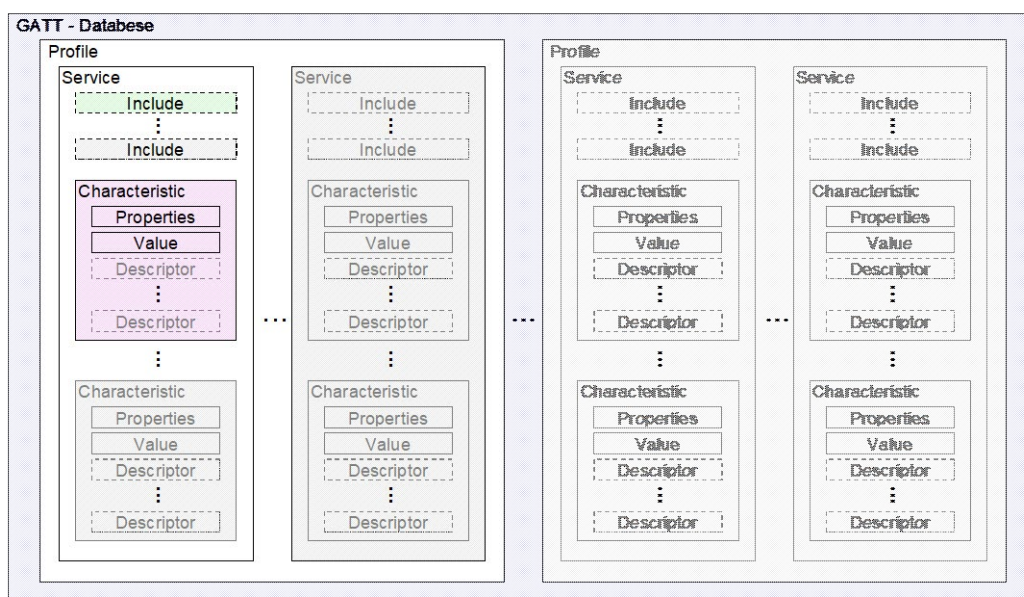 GATT - Databese
Profile
Service
Include
⋮
Include
Characteristic
Properties
Value
Descriptor
⋮
Descriptor
⋮
Characteristic
Properties
Value
Descriptor
⋮
Descriptor
...
Service
Include
⋮
Include
Characteristic
Properties
Value
Descriptor
⋮
Descriptor
⋮
Characteristic
Properties
Value
Descriptor
⋮
Descriptor
...
Profile
Service
Include
⋮
Include
Characteristic
Properties
Value
Descriptor
⋮
Descriptor
⋮
Characteristic
Properties
Value
Descriptor
⋮
Descriptor
...
Service
Include
⋮
Include
Characteristic
Properties
Value
Descriptor
⋮
Descriptor
⋮
Characteristic
Properties
Value
Descriptor
⋮
Descriptor